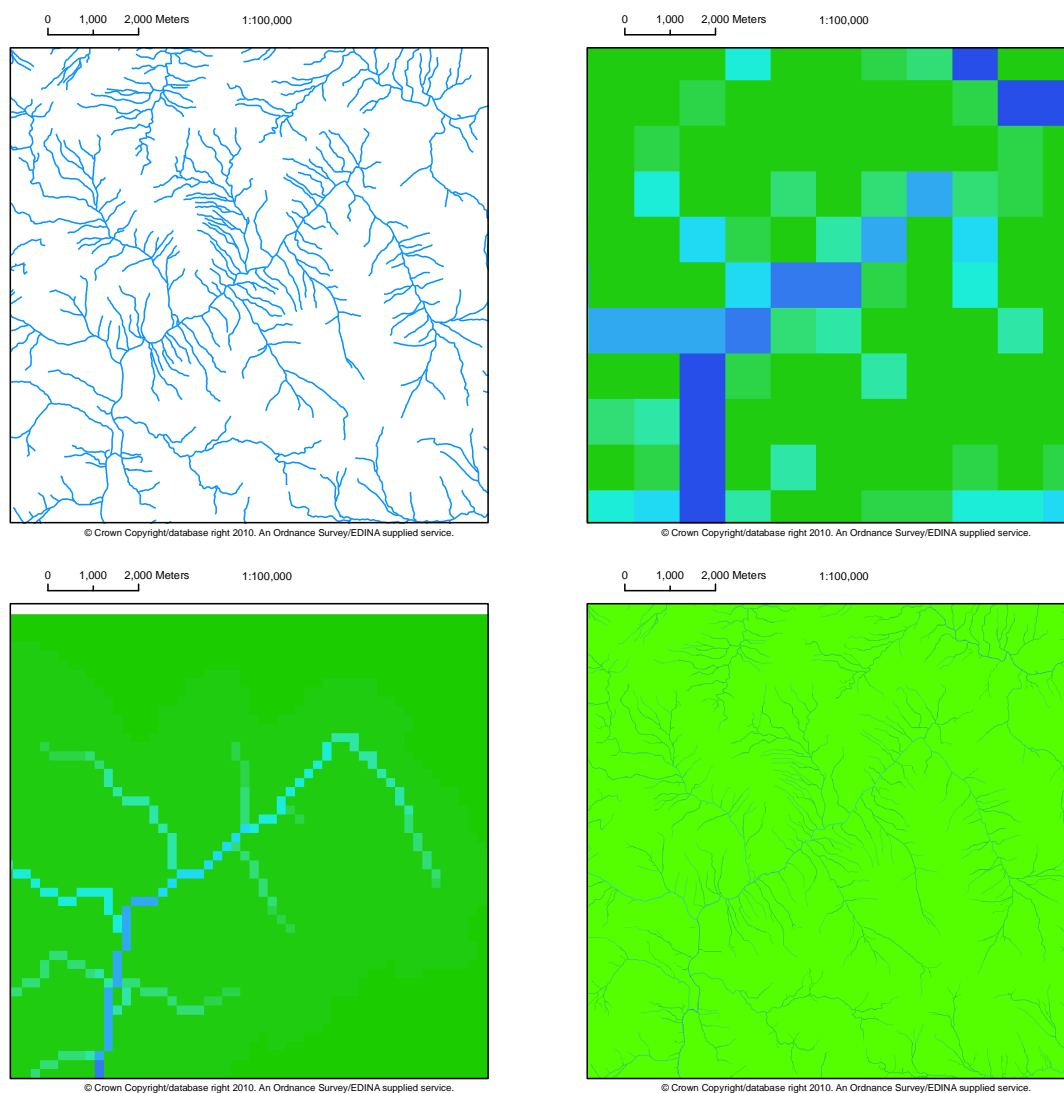 0 1,000 2,000 Meters 1:100,000
0 1,000 2,000 Meters 1:100,000
© Crown Copyright/database right 2010. An Ordnance Survey/EDINA supplied service.
© Crown Copyright/database right 2010. An Ordnance Survey/EDINA supplied service.
0 1,000 2,000 Meters 1:100,000
0 1,000 2,000 Meters 1:100,000
© Crown Copyright/database right 2010. An Ordnance Survey/EDINA supplied service.
© Crown Copyright/database right 2010. An Ordnance Survey/EDINA supplied service.